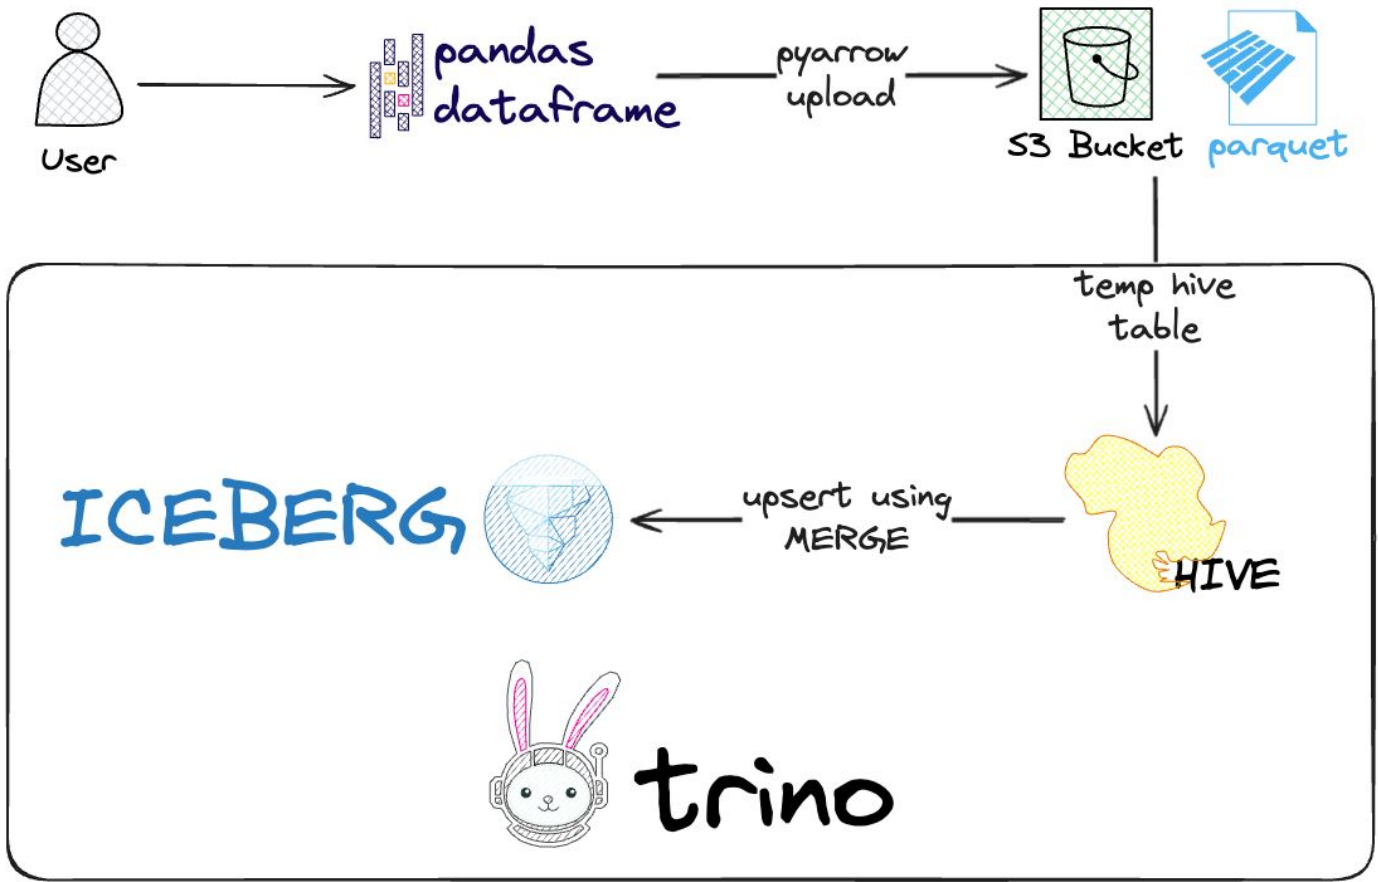 pandas
dataframe
pyarrow
upload
User
S3 Bucket
parquet
temp hive
table
ICEBERG
upsert using
MERGE
HIVE
trino